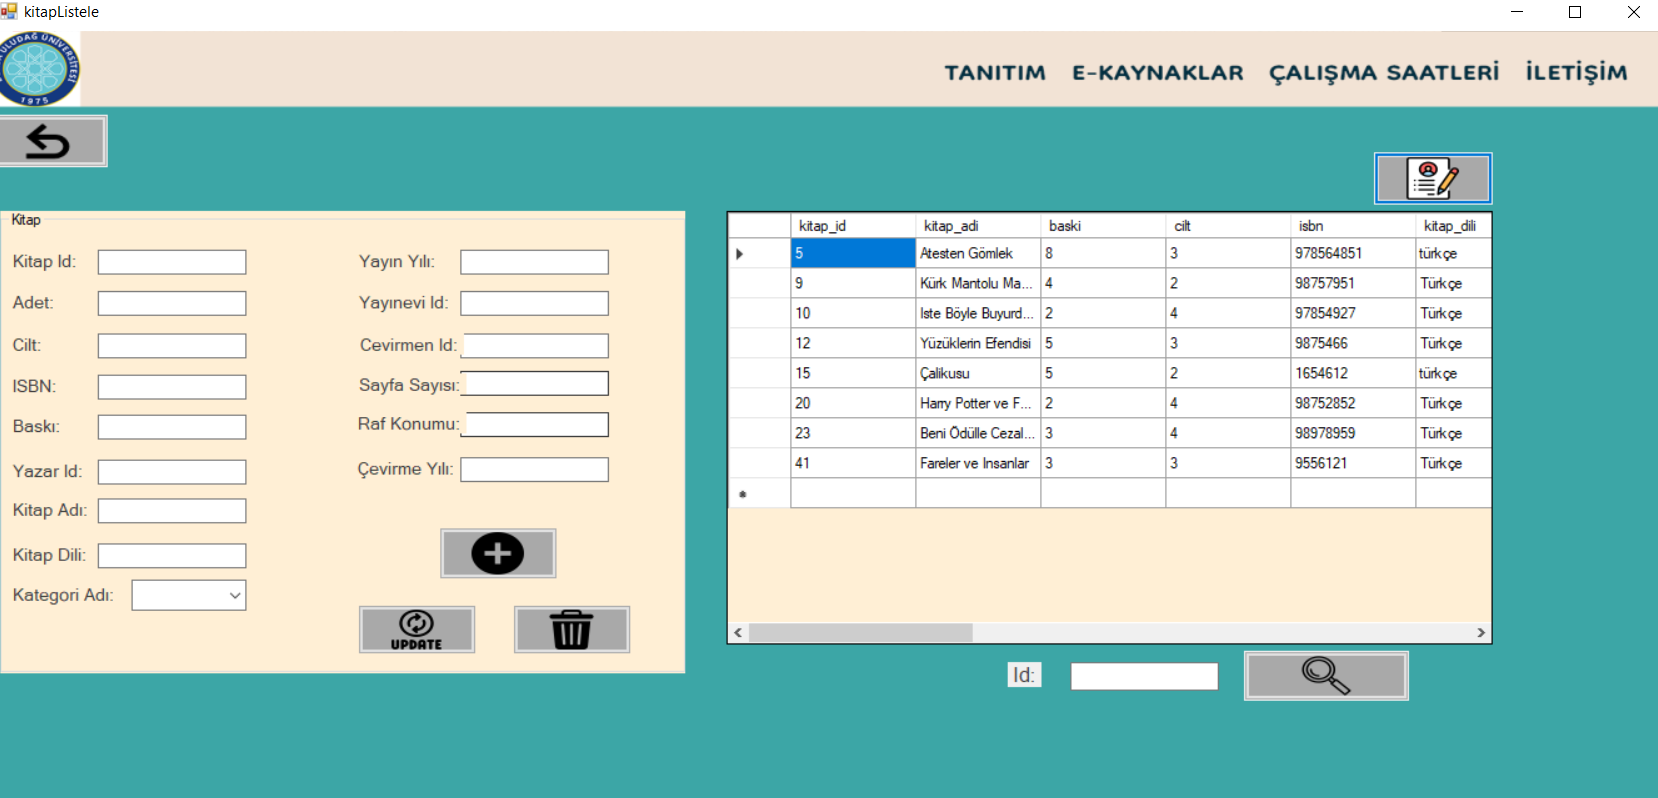 kitapListele
ULUDAĞ ÜNİVERSİTESİ
1975
TANITIM E-KAYNAKLAR ÇALIŞMA SAATLERİ İLETİŞİM
Kitap
Kitap Id:
Yayın Yılı:
Adet:
Yayınevi Id:
Cilt:
Cevirmen Id:
ISBN:
Sayfa Sayısı:
Baskı:
Raf Konumu:
Yazar Id:
Çevirme Yılı:
Kitap Adı:
Kitap Dili:
Kategori Adı:
UPDATE
kitap_id kitap_adi baski cilt isbn kitap_dili
5 Atesten Gömlek 8 3 978564851 türkçe
9 Kürk Mantolu Ma... 4 2 98757951 Türkçe
10 Iste Böyle Buyurd... 2 4 97854927 Türkçe
12 Yüzüklerin Efendisi 5 3 9875466 Türkçe
15 Çalikusu 5 2 1654612 türkçe
20 Harry Potter ve F... 2 4 98752852 Türkçe
23 Beni Ödülle Cezal... 3 4 98978959 Türkçe
41 Fareler ve Insanlar 3 3 9556121 Türkçe
Id: